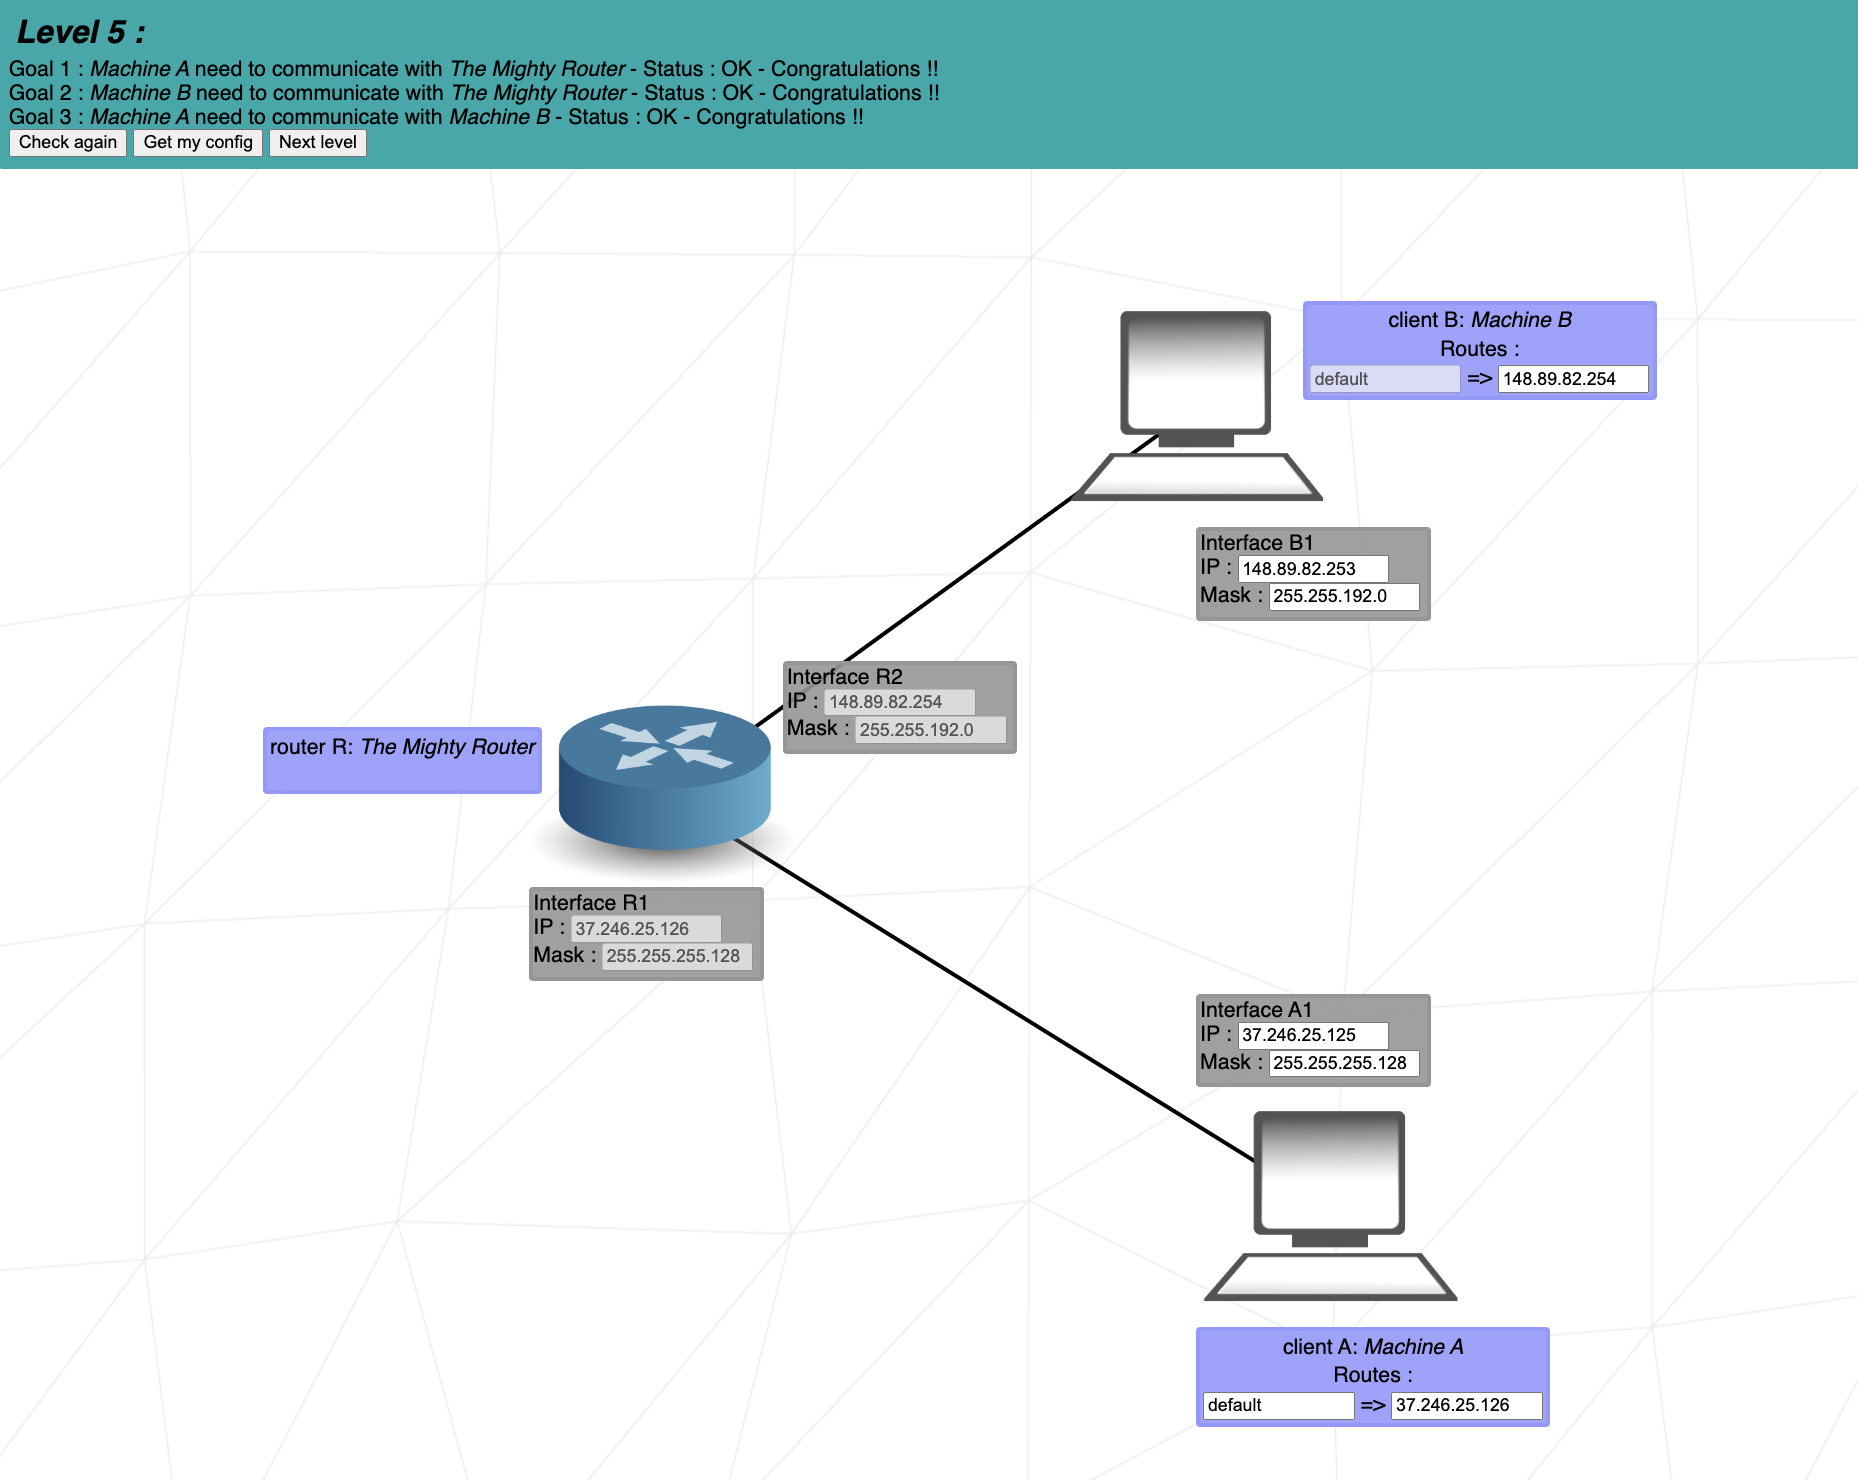 Level 5 :
Goal 1 : Machine A need to communicate with The Mighty Router - Status : OK - Congratulations !!
Goal 2 : Machine B need to communicate with The Mighty Router - Status : OK - Congratulations !!
Goal 3 : Machine A need to communicate with Machine B - Status : OK - Congratulations !!
Check again Get my config Next level
client B: Machine B
Routes :
default => 148.89.82.254
Interface B1
IP : 148.89.82.253
Mask : 255.255.192.0
Interface R2
IP : 148.89.82.254
Mask : 255.255.192.0
router R: The Mighty Router
Interface R1
IP : 37.246.25.126
Mask : 255.255.255.128
Interface A1
IP : 37.246.25.125
Mask : 255.255.255.128
client A: Machine A
Routes :
default => 37.246.25.126